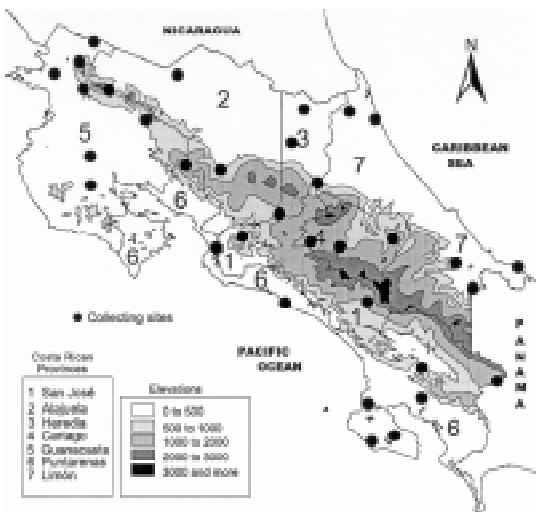 NICARAGUA
N
2
3
5
CARIBBEAN
SEA
7
6
4
7
6
1
6
1
Collecting sites
PACIFIC
OCEAN
PANAMA
6
Costa Rican
Provinces
1 San José
2 Alajuela
3 Heredia
4 Cartago
5 Guanacaste
6 Puntarenas
7 Limón
Elevations
0 to 500
500 to 1000
1000 to 2000
2000 to 3000
3000 and more